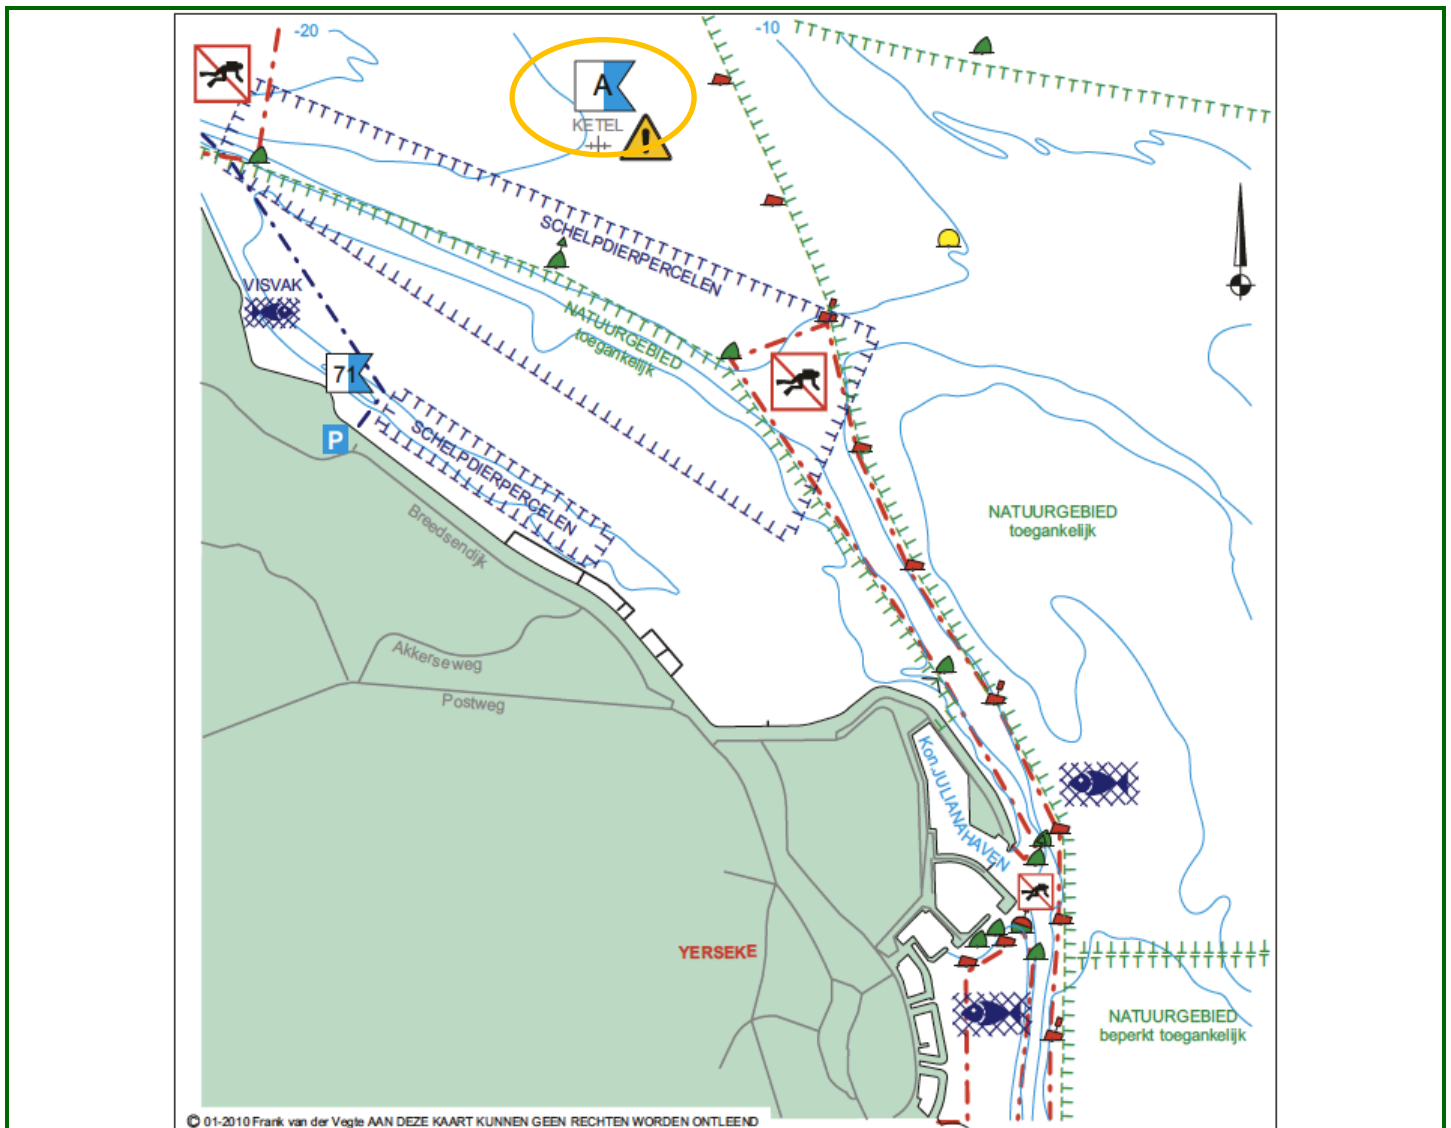 -20
-10
A
KETEL
SCHELPDIERPERCELEN
VISVAK
NATUURGEBIED
toegankelijk
71
P
SCHELPDIERPERCELEN
Breedsendijk
NATUURGEBIED
toegankelijk
Akkerseweg
Postweg
Kon.JULIANAHAVEN
YERSEKE
NATUURGEBIED
beperkt toegankelijk
© 01-2010 Frank van der Vegte AAN DEZE KAART KUNNEN GEEN RECHTEN WORDEN ONTLEEND